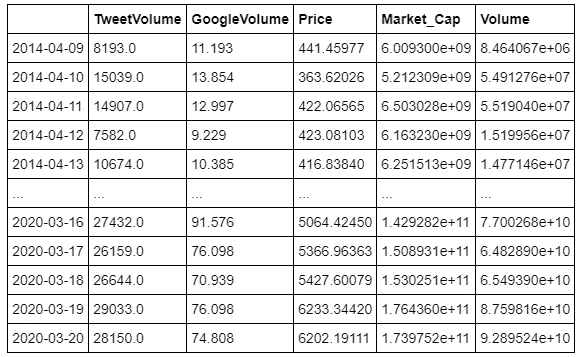 TweetVolume GoogleVolume Price Market_Cap Volume
2014-04-09 8193.0 11.193 441.45977 6.009300e+09 8.464067e+06
2014-04-10 15039.0 13.854 363.62026 5.212309e+09 5.491276e+07
2014-04-11 14907.0 12.997 422.06565 6.503028e+09 5.519040e+07
2014-04-12 7582.0 9.229 423.08103 6.163230e+09 1.519956e+07
2014-04-13 10674.0 10.385 416.83840 6.251513e+09 1.477146e+07
... ... ... ... ... ...
2020-03-16 27432.0 91.576 5064.42450 1.429282e+11 7.700268e+10
2020-03-17 26159.0 76.098 5366.96363 1.508931e+11 6.482890e+10
2020-03-18 26644.0 70.939 5427.60079 1.530251e+11 6.549390e+10
2020-03-19 29033.0 76.098 6233.34420 1.764360e+11 8.759816e+10
2020-03-20 28150.0 74.808 6202.19111 1.739752e+11 9.289524e+10